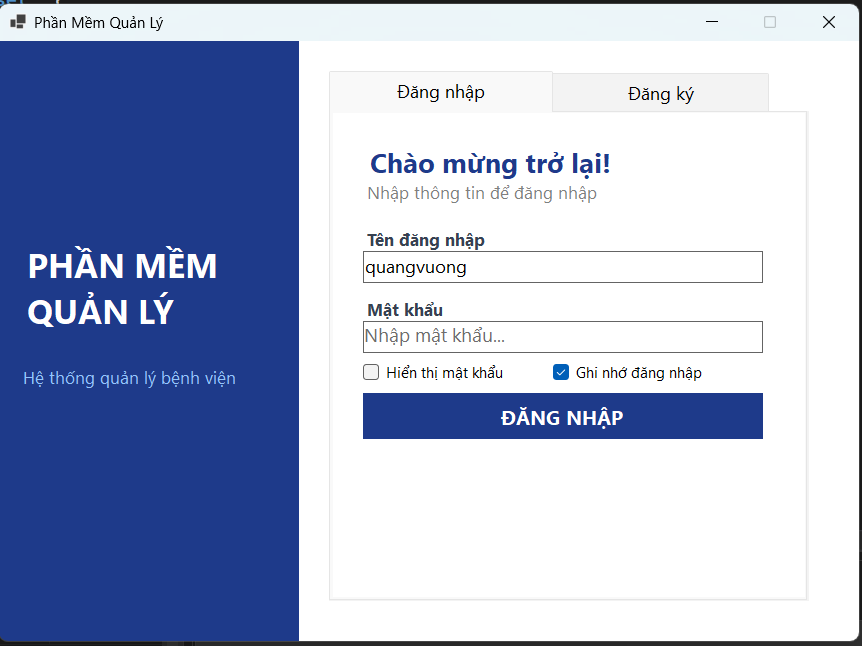 Phần Mềm Quản Lý
PHẦN MỀM
QUẢN LÝ
Hệ thống quản lý bệnh viện
Đăng nhập
Đăng ký
Chào mừng trở lại!
Nhập thông tin để đăng nhập
Tên đăng nhập
quangvuong
Mật khẩu
Nhập mật khẩu...
Hiển thị mật khẩu
Ghi nhớ đăng nhập
ĐĂNG NHẬP